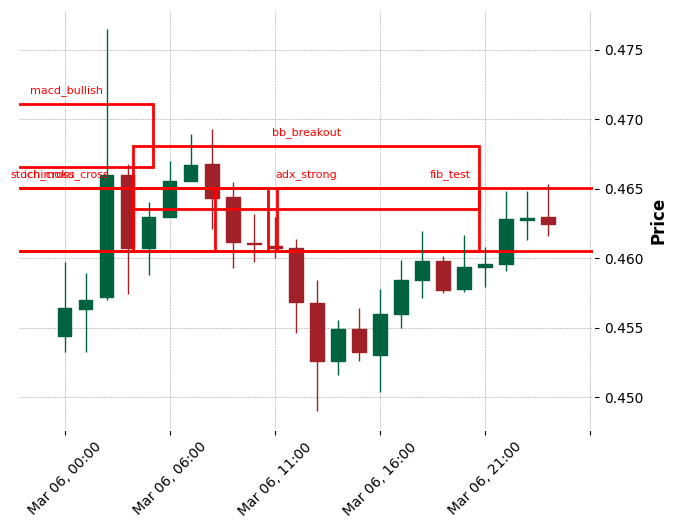 0.475
macd_bullish
0.470
bb_breakout
adx_strong
fib_test
0.465
Price
0.460
0.455
0.450
Mar 06, 00:00
Mar 06, 06:00
Mar 06, 11:00
Mar 06, 16:00
Mar 06, 21:00